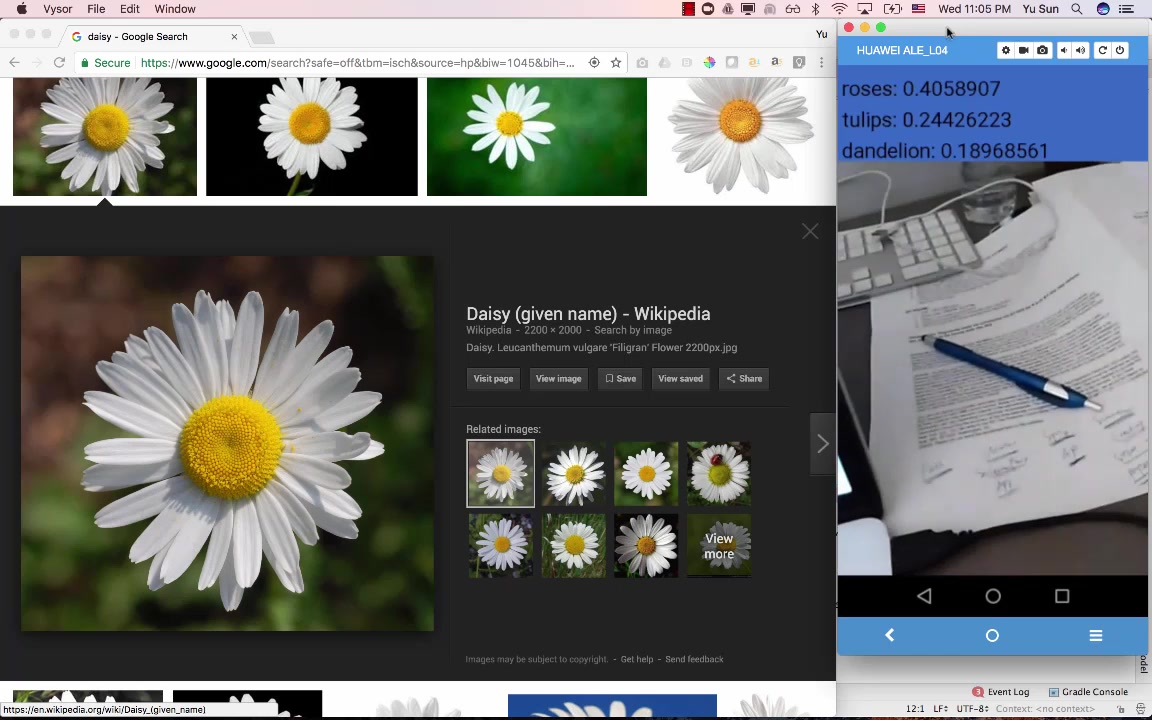 Vysor File Edit Window
Wed 11:05 PM Yu Sun
daisy - Google Search
Yu
Secure https://www.google.com/search?safe=off&tbm=isch&source=hp&biw=1045&bih=...
HUAWEI ALE_L04
roses: 0.4058907
tulips: 0.24426223
dandelion: 0.18968561
Daisy (given name) - Wikipedia
Wikipedia - 2200 × 2000 - Search by image
Daisy. Leucanthemum vulgare 'Filigran' Flower 2200px.jpg
Visit page View image Save View saved Share
Related images:
View
more
Images may be subject to copyright. - Get help - Send feedback
https://en.wikipedia.org/wiki/Daisy_(given_name)
odel
3 Event Log Gradle Console
12:1 LF÷ UTF-8÷ Context: <no context>